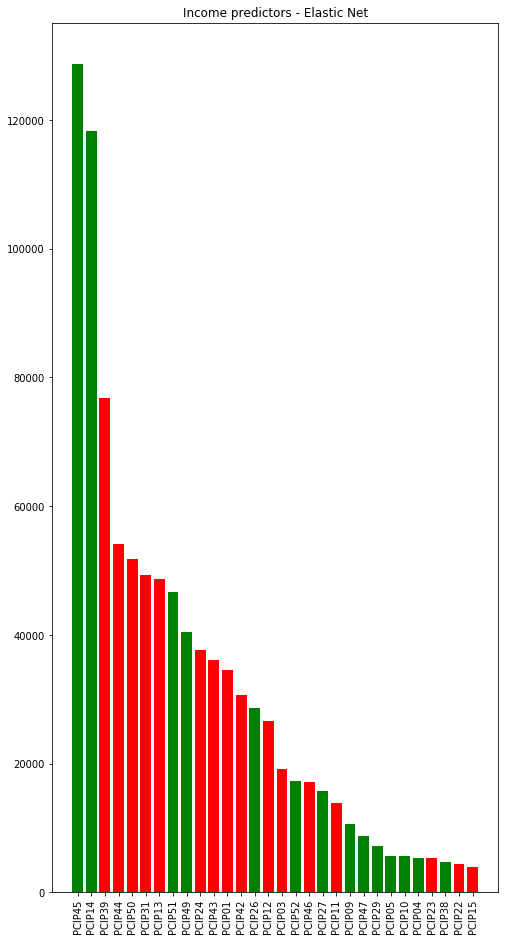 Income predictors - Elastic Net
120000
100000
80000
60000
40000
20000
0
PCIP45
PCIP14
PCIP39
PCIP44
PCIP50
PCIP31
PCIP13
PCIP51
PCIP49
PCIP24
PCIP43
PCIP01
PCIP42
PCIP26
PCIP12
PCIP03
PCIP52
PCIP46
PCIP27
PCIP11
PCIP09
PCIP47
PCIP29
PCIP05
PCIP10
PCIP04
PCIP23
PCIP38
PCIP22
PCIP15